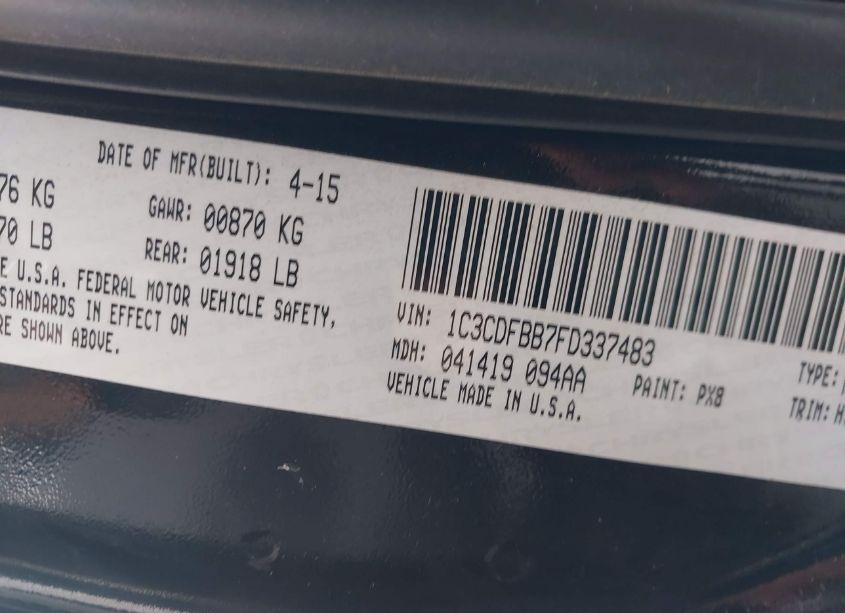 DATE OF MFR(BUILT): 4-15
76 KG GAWR: 00870 KG
70 LB REAR: 01918 LB
E U.S.A. FEDERAL MOTOR VEHICLE SAFETY,
STANDARDS IN EFFECT ON
RE SHOWN ABOVE.
VIN: 1C3CDFBB7FD337483
MDH: 041419 094AA PAINT: PX8 TYPE:
VEHICLE MADE IN U.S.A. TRIM: H